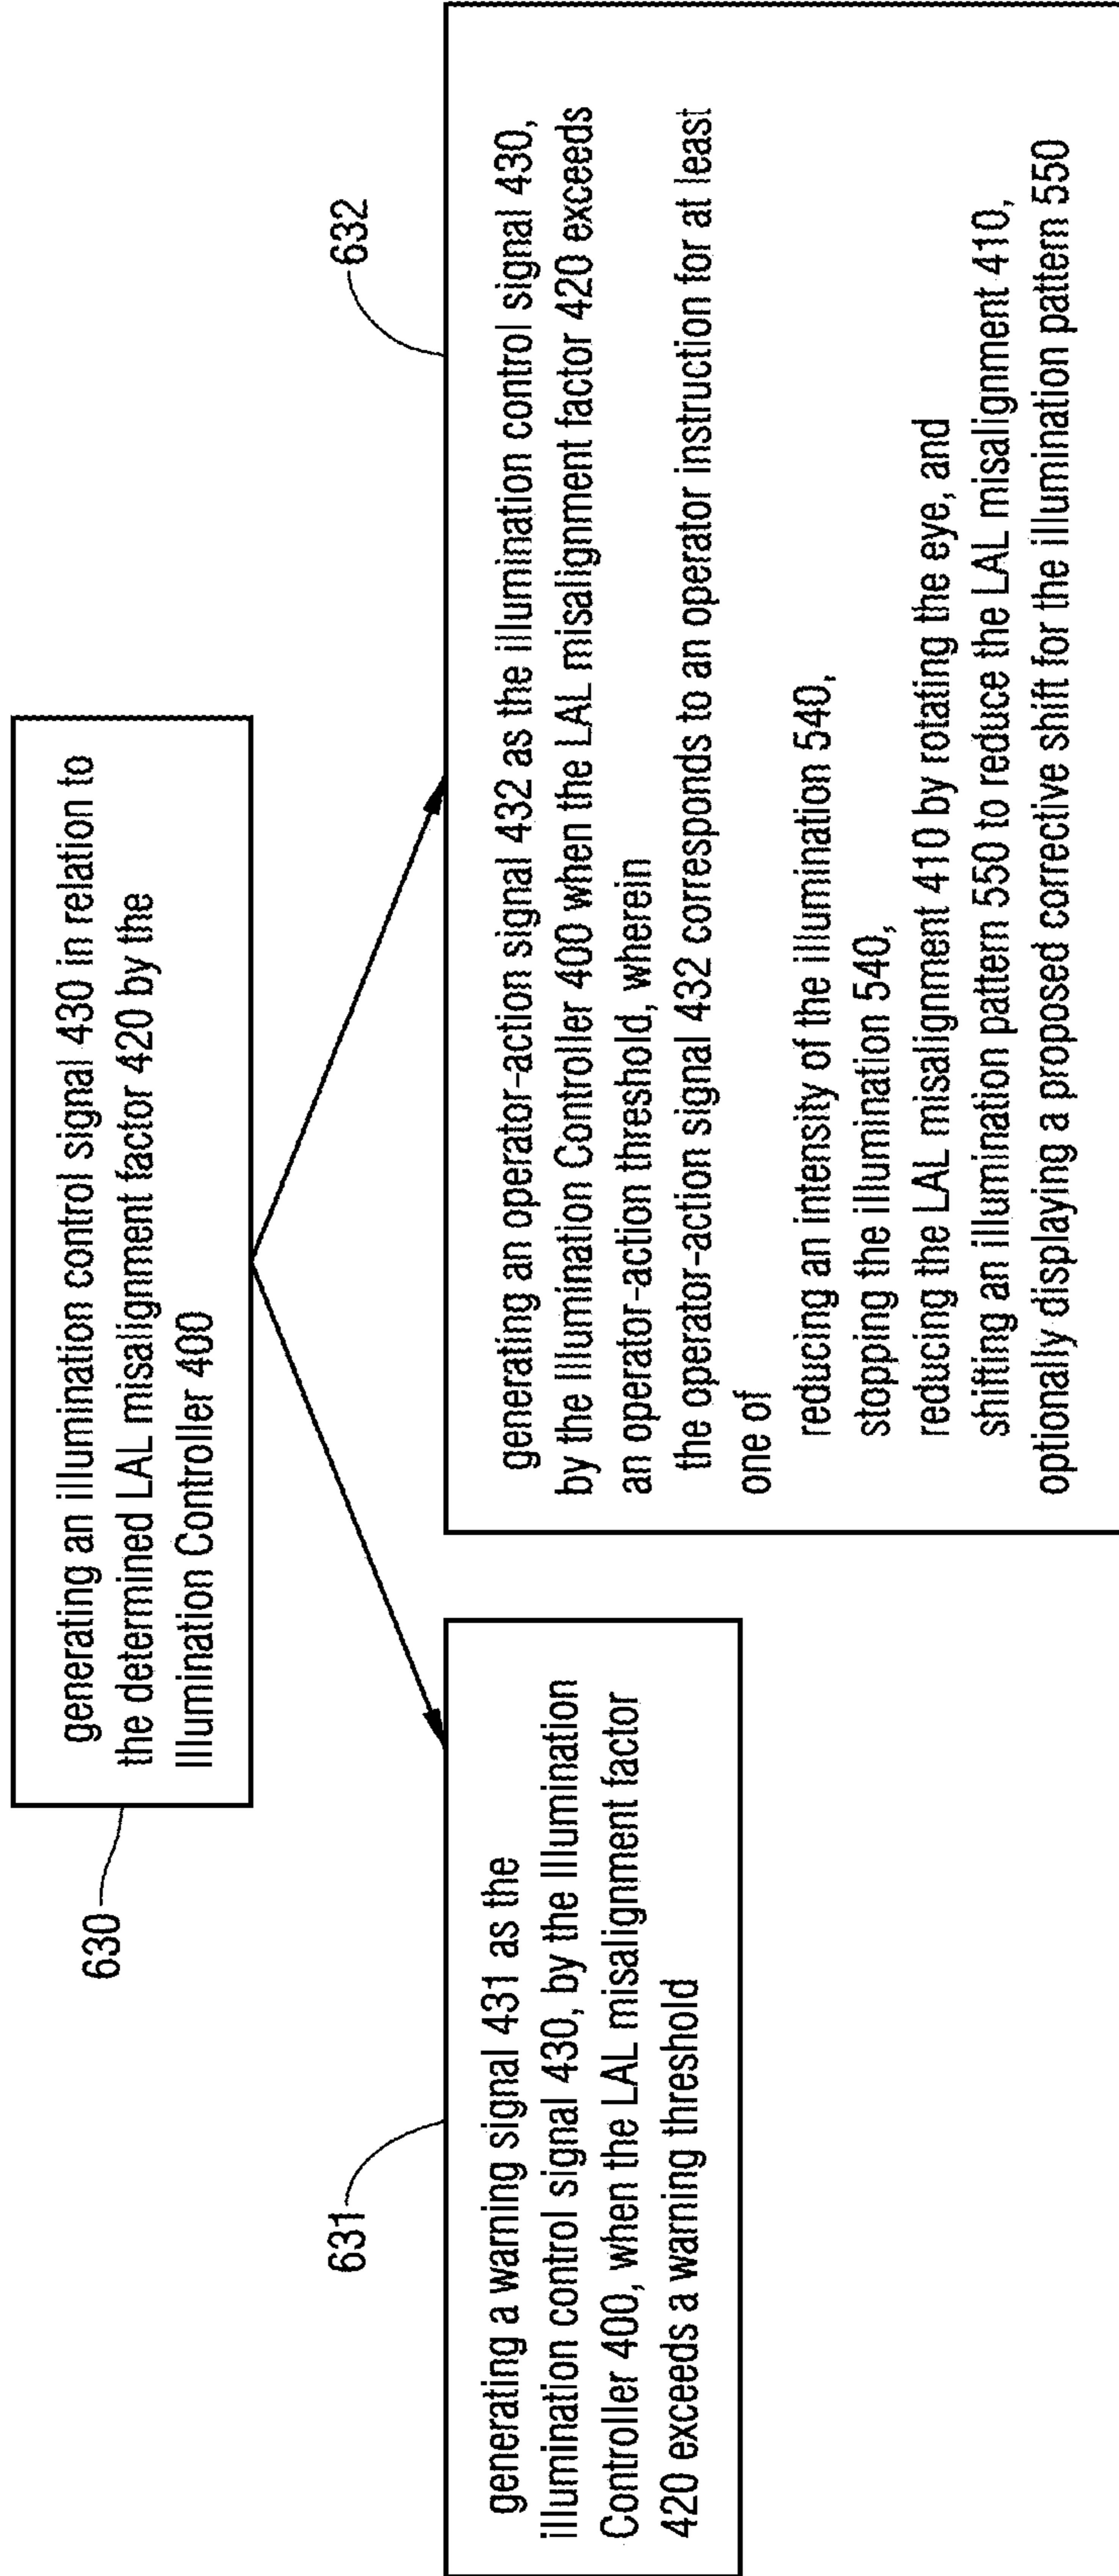 generating an illumination control signal 430 in relation to
the determined LAL misalignment factor 420 by the
Illumination Controller 400
630
generating a warning signal 431 as the
illumination control signal 430, by the Illumination
Controller 400, when the LAL misalignment factor
420 exceeds a warning threshold
631
generating an operator-action signal 432 as the illumination control signal 430,
by the Illumination Controller 400 when the LAL misalignment factor 420 exceeds
an operator-action threshold, wherein
the operator-action signal 432 corresponds to an operator instruction for at least
one of
reducing an intensity of the illumination 540,
stopping the illumination 540,
reducing the LAL misalignment 410 by rotating the eye, and
shifting an illumination pattern 550 to reduce the LAL misalignment 410,
optionally displaying a proposed corrective shift for the illumination pattern 550
632